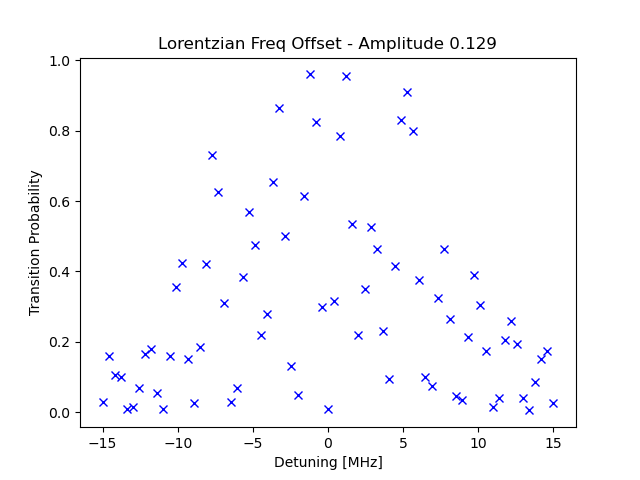 Lorentzian Freq Offset - Amplitude 0.129
1.0
0.8
0.6
0.4
0.2
0.0
Transition Probability
−15 −10 −5 0 5 10 15
Detuning [MHz]